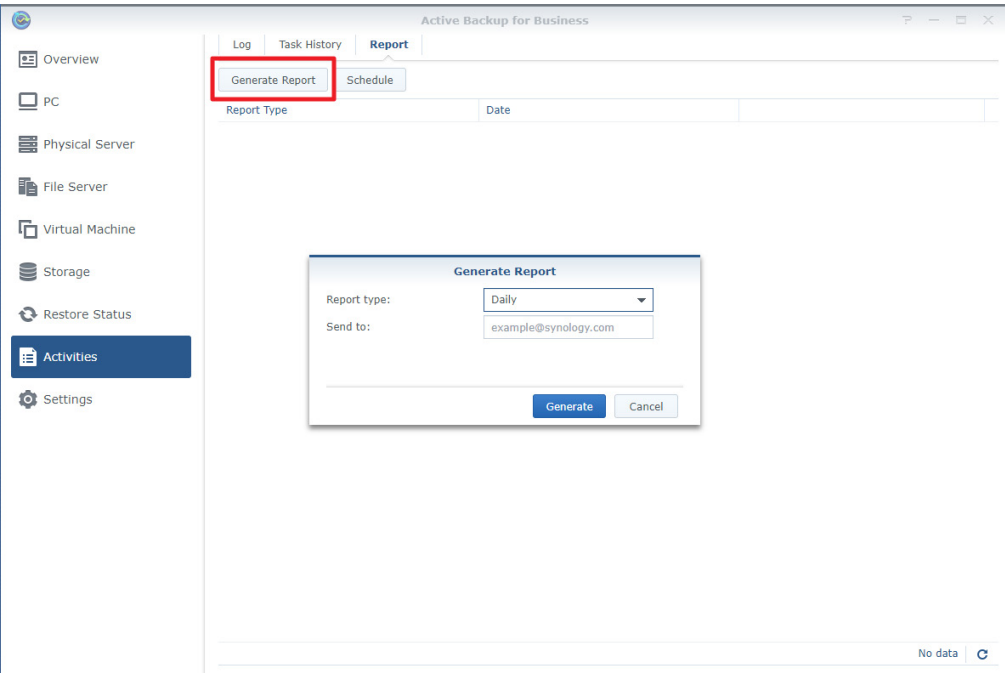 Active Backup for Business
Overview
PC
Physical Server
File Server
Virtual Machine
Storage
Restore Status
Activities
Settings
Log Task History Report
Generate Report Schedule
Report Type Date
Generate Report
Report type: Daily
Send to: example@synology.com
Generate Cancel
No data